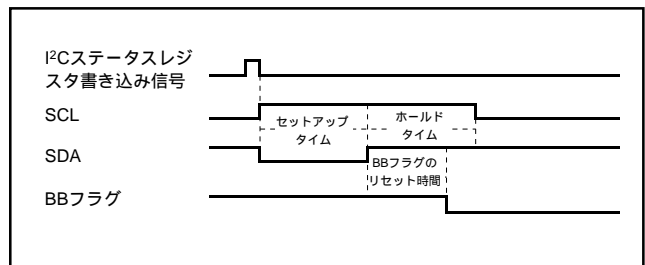 I²Cステータスレジ
スタ書き込み信号
SCL
セットアップ
タイム
ホールド
タイム
SDA
BBフラグの
リセット時間
BBフラグ